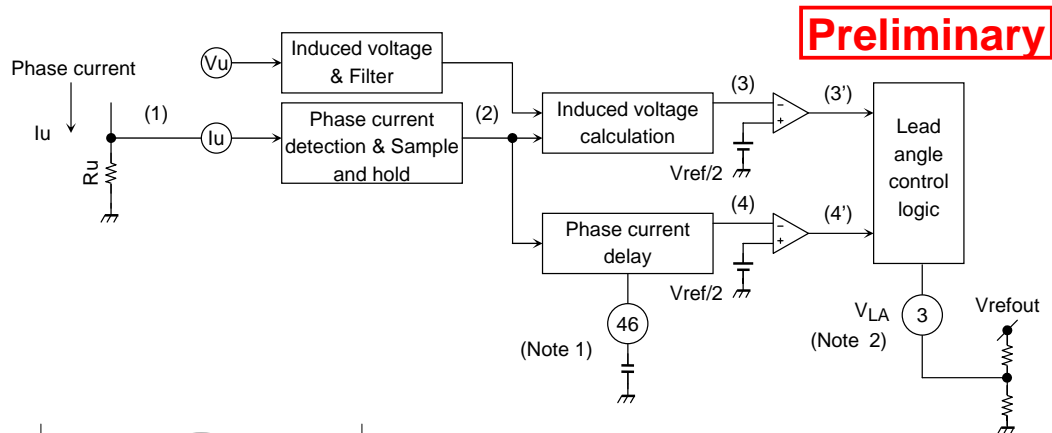 Preliminary
Phase current
Iu
(1)
Ru
Vu
Induced voltage
& Filter
Iu
Phase current
detection & Sample
and hold
(2)
Induced voltage
calculation
(3)
Vref/2
(3')
Phase current
delay
(4)
Vref/2
(4')
Lead
angle
control
logic
46
(Note 1)
VLA
(Note 2)
3
Vrefout